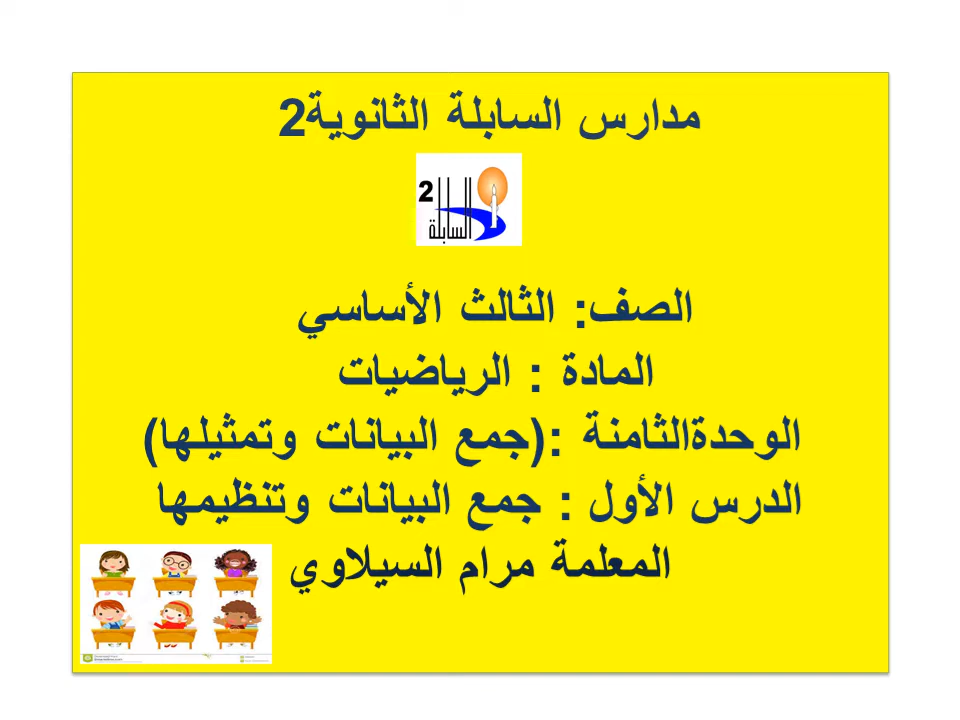 مدارس السابلة الثانوية2
2
السابلة
الصف: الثالث الأساسي
المادة : الرياضيات
الوحدةالثامنة :(جمع البيانات وتمثيلها)
الدرس الأول : جمع البيانات وتنظيمها
المعلمة مرام السيلاوي